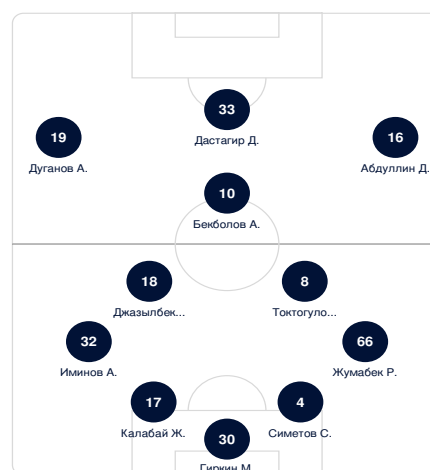 33
Дастагир Д.
19
Дуганов А.
16
Абдуллин Д.
10
Бекболов А.
18
Джазылбек...
8
Токтогуло...
32
Иминов А.
66
Жумабек Р.
17
Калабай Ж.
4
Симетов С.
30
Гиркин М.